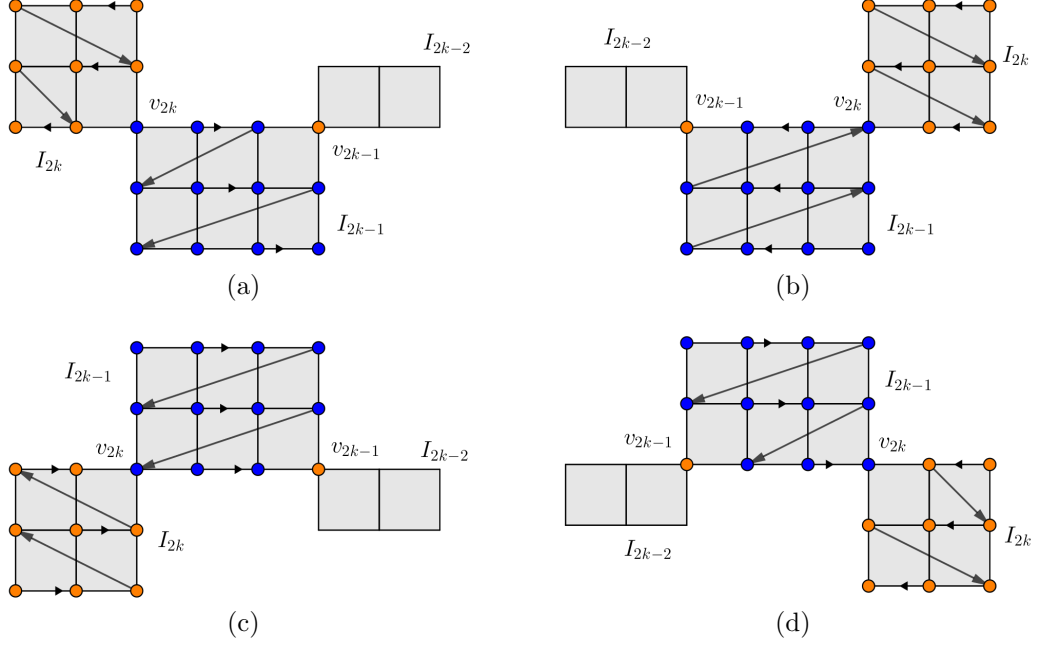 I_{2k-2}
v_{2k}
v_{2k-1}
I_{2k}
I_{2k-1}
(a)
I_{2k-2}
v_{2k-1}
v_{2k}
I_{2k}
I_{2k-1}
(b)
I_{2k-1}
v_{2k}
v_{2k-1}
I_{2k-2}
I_{2k}
(c)
I_{2k-1}
v_{2k-1}
v_{2k}
I_{2k-2}
I_{2k}
(d)